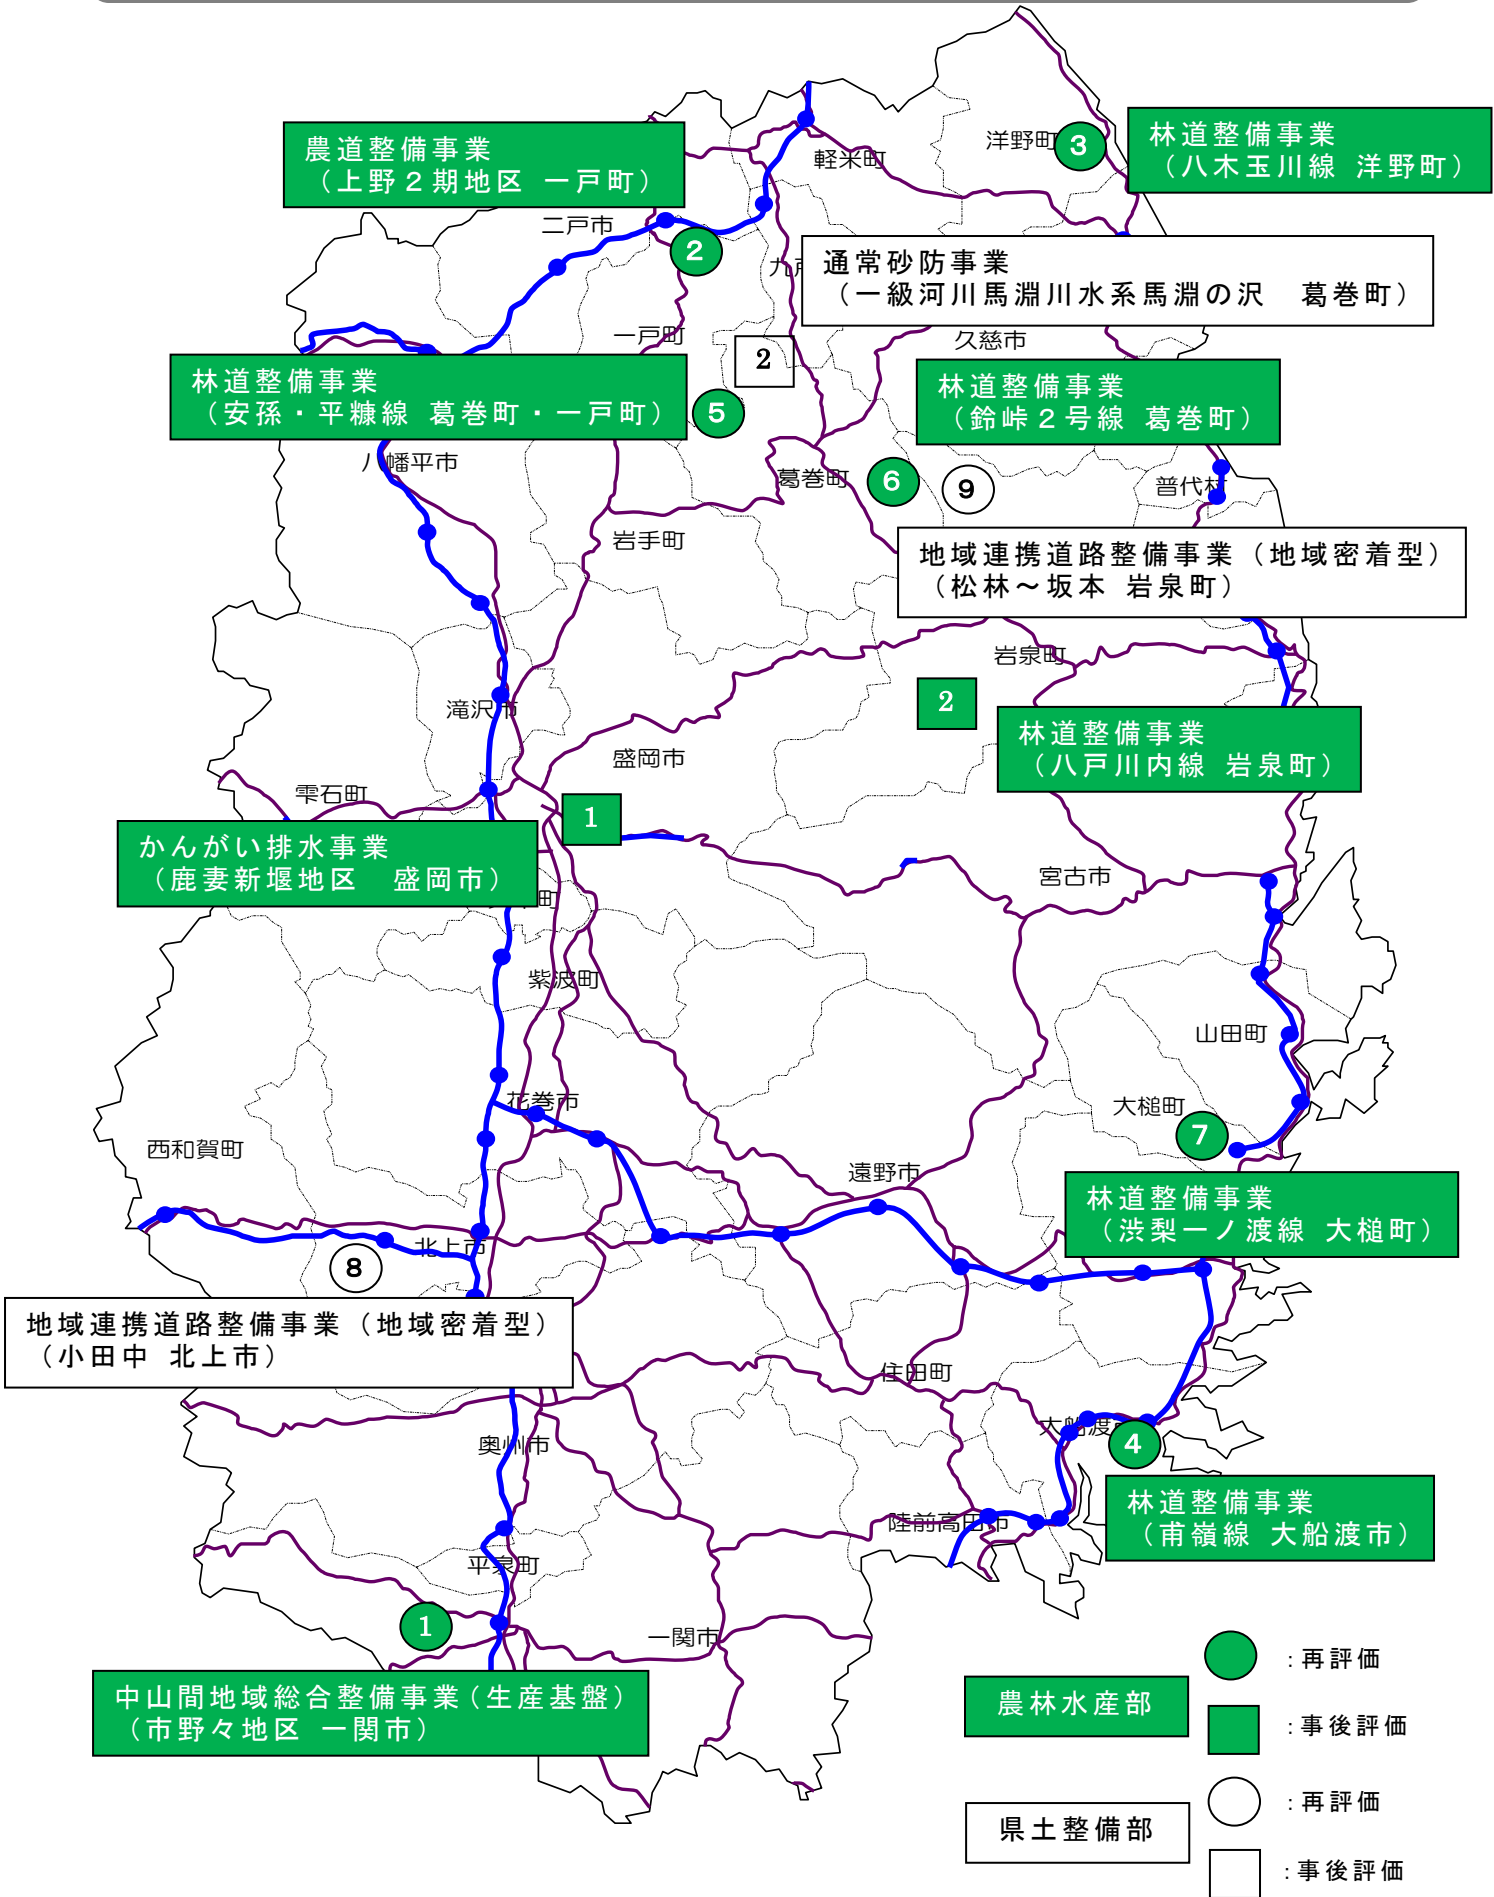 農道整備事業
（上野２期地区 一戸町）
林道整備事業
（八木玉川線 洋野町）
洋野町
3
軽米町
二戸市
2
九戸
通常砂防事業
（一級河川馬淵川水系馬淵の沢 葛巻町）
一戸町
2
久慈市
林道整備事業
（安孫・平糠線 葛巻町・一戸町）
5
林道整備事業
（鈴峠２号線 葛巻町）
八幡平市
葛巻町
6
9
普代村
岩手町
地域連携道路整備事業（地域密着型）
（松林～坂本 岩泉町）
岩泉町
2
滝沢市
林道整備事業
（八戸川内線 岩泉町）
盛岡市
雫石町
1
かんがい排水事業
（鹿妻新堰地区 盛岡市）
町
宮古市
紫波町
山田町
花巻市
大槌町
7
西和賀町
遠野市
林道整備事業
（渋梨一ノ渡線 大槌町）
北上市
8
地域連携道路整備事業（地域密着型）
（小田中 北上市）
住田町
大船渡市
4
奥州市
林道整備事業
（甫嶺線 大船渡市）
陸前高田市
平泉町
1
一関市
中山間地域総合整備事業（生産基盤）
（市野々地区 一関市）
農林水産部
：再評価
：事後評価
県土整備部
：再評価
：事後評価